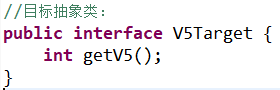 //目标抽象类：
public interface V5Target {
    int getV5();
}